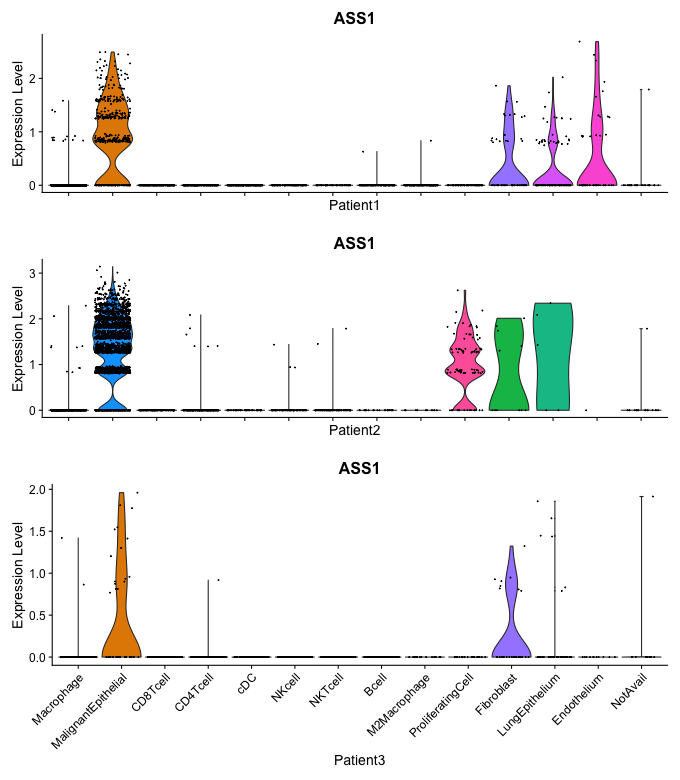 ASS1
Expression Level
2
1
0
Patient1
ASS1
Expression Level
3
2
1
0
Patient2
ASS1
Expression Level
2.0
1.5
1.0
0.5
0.0
Macrophage
MalignantEpithelial
CD8Tcell
CD4Tcell
cDC
NKcell
NKTcell
Bcell
M2Macrophage
ProliferatingCell
Fibroblast
LungEpithelium
Endothelium
NotAvail
Patient3